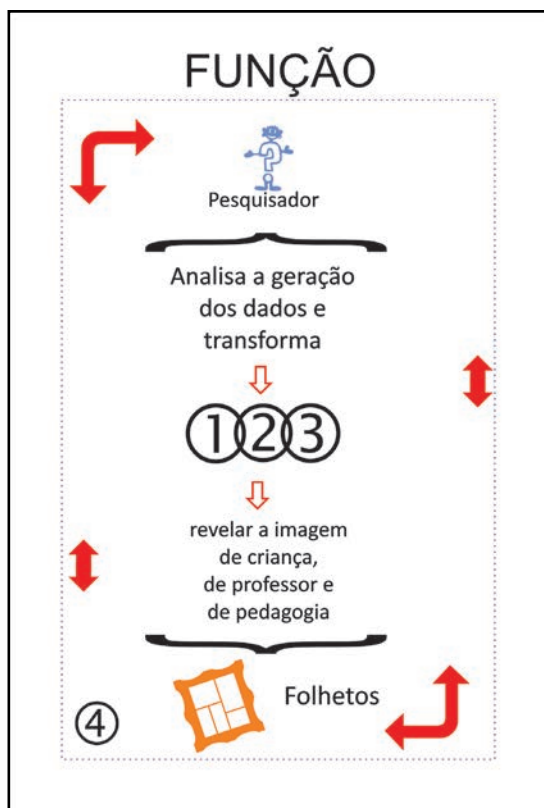 FUNÇÃO
Pesquisador
Analisa a geração
dos dados e
transforma
①②③
revelar a imagem
de criança,
de professor e
de pedagogia
Folhetos
④